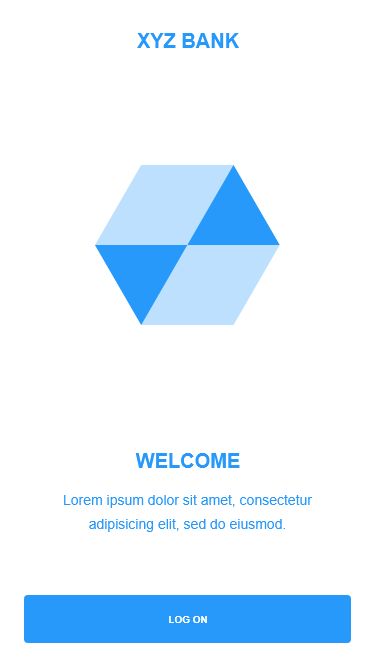 XYZ BANK
WELCOME
Lorem ipsum dolor sit amet, consectetur
adipisicing elit, sed do eiusmod.
LOG ON